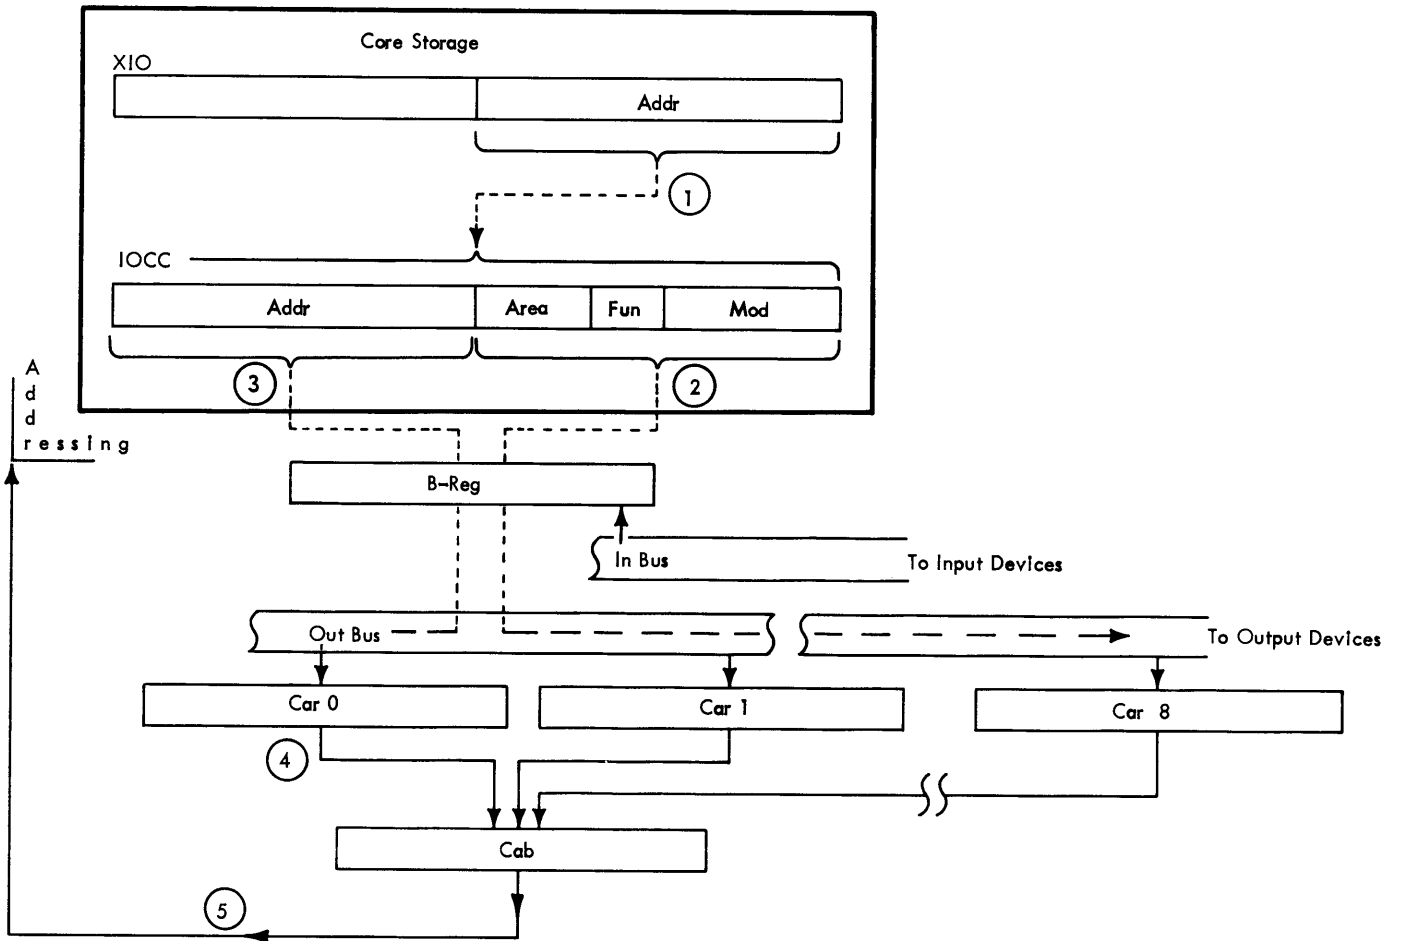 Core Storage
XIO
Addr
1
IOCC
Addr Area Fun Mod
3
2
A
d
d
ressing
B-Reg
In Bus
To Input Devices
Out Bus
To Output Devices
Car 0
Car 1
Car 8
4
Cab
5